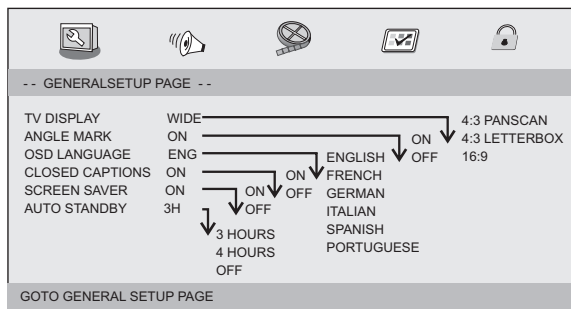 - - GENERALSETUP PAGE - -
TV DISPLAY WIDE 4:3 PANSCAN
ANGLE MARK ON ON 4:3 LETTERBOX
OSD LANGUAGE ENG ENGLISH OFF 16:9
CLOSED CAPTIONS ON ON FRENCH
SCREEN SAVER ON ON OFF GERMAN
AUTO STANDBY 3H OFF ITALIAN
3 HOURS SPANISH
4 HOURS PORTUGUESE
OFF
GOTO GENERAL SETUP PAGE